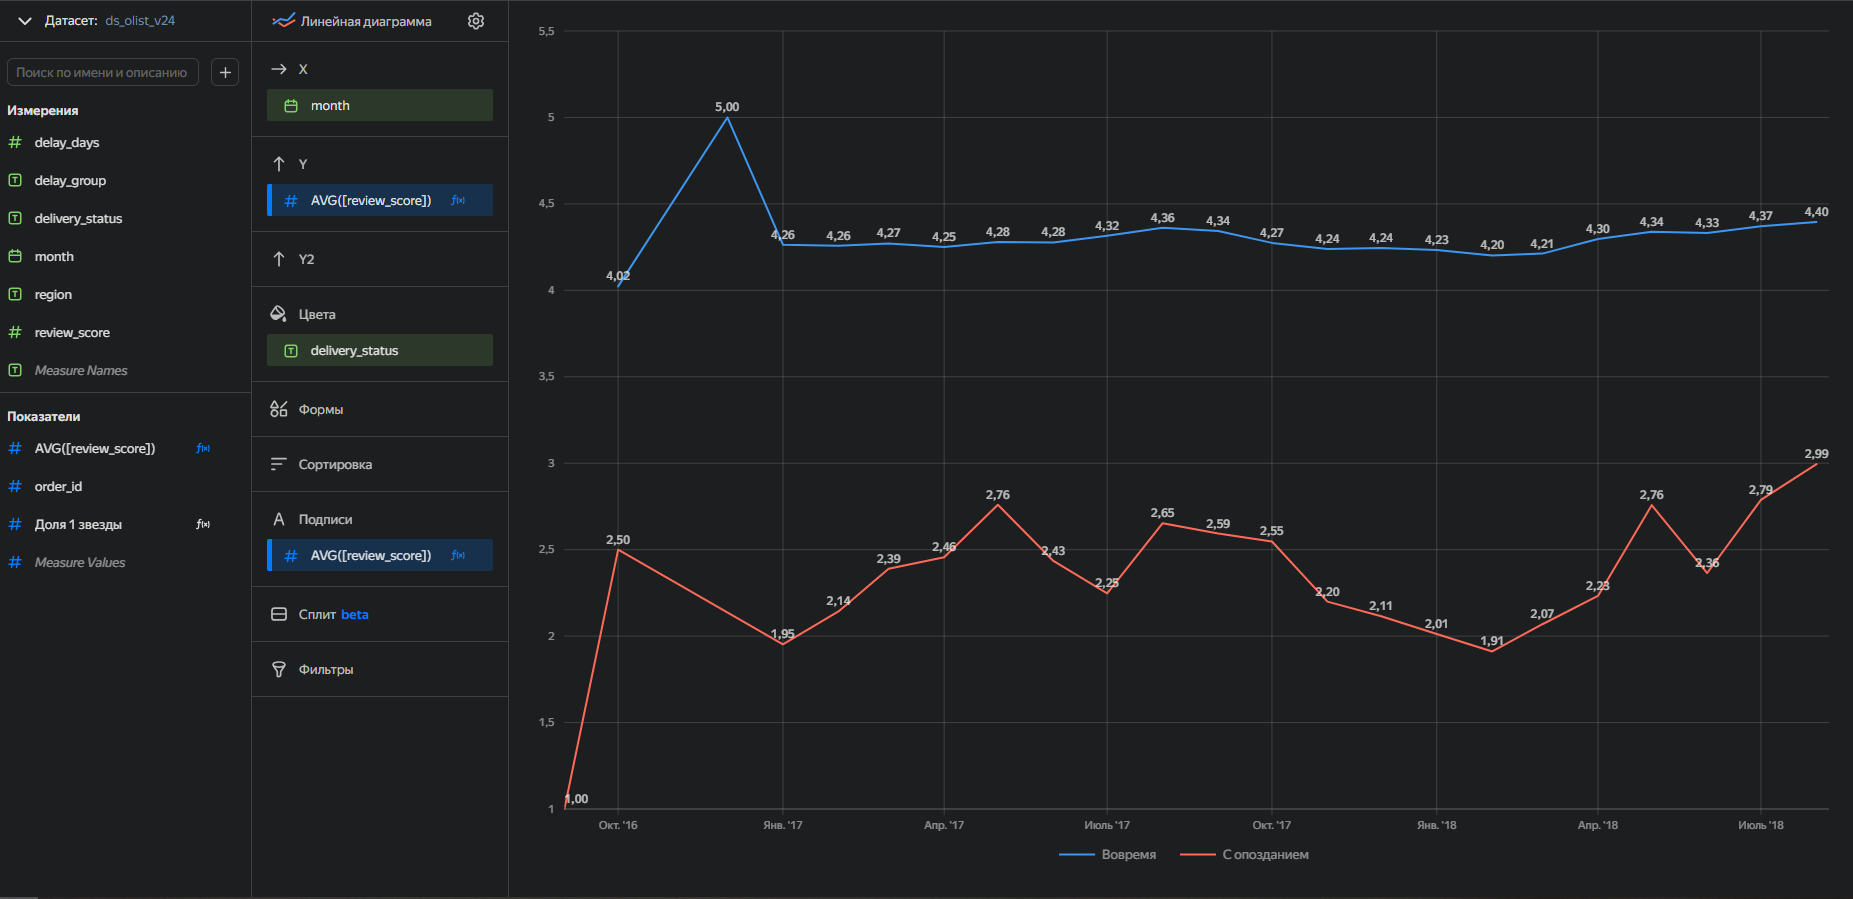 Датасет: ds_olist_v24
Поиск по имени и описанию
Измерения
delay_days
delay_group
delivery_status
month
region
review_score
Measure Names
Показатели
AVG([review_score]) f(x)
order_id
Доля 1 звезды f(x)
Measure Values
Линейная диаграмма
X
month
Y
AVG([review_score]) f(x)
Y2
Цвета
delivery_status
Формы
Сортировка
Подписи
AVG([review_score]) f(x)
Сплит beta
Фильтры
5,5
5
4,5
4
3,5
3
2,5
2
1,5
1
4,02
5,00
4,26
4,26
4,27
4,25
4,28
4,28
4,32
4,36
4,34
4,27
4,24
4,24
4,23
4,20
4,21
4,30
4,34
4,33
4,37
4,40
1,00
2,50
1,95
2,14
2,39
2,46
2,76
2,43
2,25
2,65
2,59
2,55
2,20
2,11
2,01
1,91
2,07
2,23
2,76
2,36
2,79
2,99
Окт. '16
Янв. '17
Апр. '17
Июль '17
Окт. '17
Янв. '18
Апр. '18
Июль '18
Вовремя
С опозданием